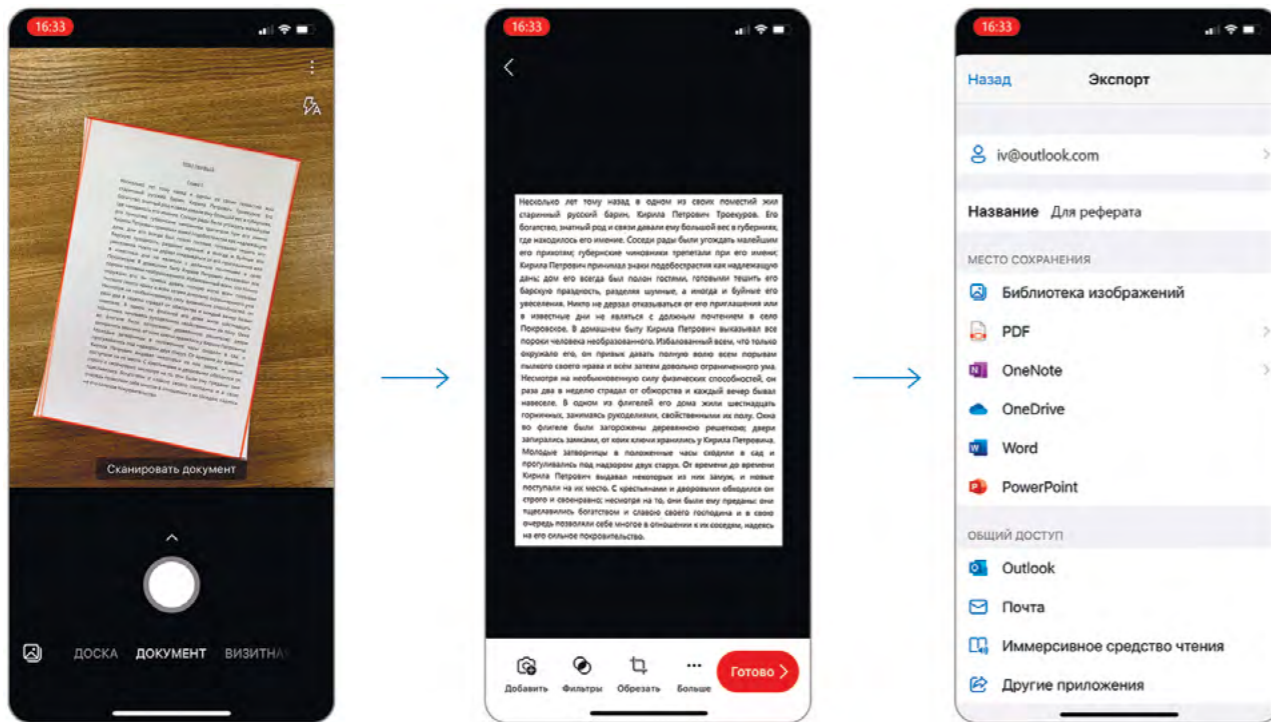 16:33
ТОМ ПЕРВЫЙ
Глава I
Сканировать документ
ДОСКА ДОКУМЕНТ ВИЗИТНА
16:33
Несколько лет тому назад в одном из своих поместий жил
старинный русский барин, Кирила Петрович Троекуров. Его
богатство, знатный род и связи давали ему большой вес в губерниях,
где находилось его имение. Соседи рады были угождать малейшим
его прихотям; губернские чиновники трепетали при его имени;
Кирила Петрович принимал знаки подобострастия как надлежащую
дань; дом его всегда был полон гостями, готовыми тешить его
барскую праздность, разделяя шумные, а иногда и буйные его
увеселения. Никто не дерзал отказываться от его приглашения или
в известные дни не являться с должным почтением в село
Покровское. В домашнем быту Кирила Петрович выказывал все
пороки человека необразованного. Избалованный всем, что только
окружало его, он привык давать полную волю всем порывам
пылкого своего нрава и всем затеям довольно ограниченного ума.
Несмотря на необыкновенную силу физических способностей, он
раза два в неделю страдал от обжорства и каждый вечер бывал
навеселе. В одном из флигелей его дома жили шестнадцать
горничных, занимаясь рукоделиями, свойственными их полу. Окна
во флигеле были загорожены деревянною решеткою; двери
запирались замками, от коих ключи хранились у Кирила Петровича.
Молодые затворницы в положенные часы сходили в сад и
прогуливались под надзором двух старух. От времени до времени
Кирила Петрович выдавал некоторых из них замуж, и новые
поступали на их место. С крестьянами и дворовыми обходился он
строго и своенравно; несмотря на то, они были ему преданы: они
тщеславились богатством и славою своего господина и в свою
очередь позволяли себе многое в отношении к их соседям, надеясь
на его сильное покровительство.
Добавить Фильтры Обрезать Больше Готово
16:33
Назад Экспорт
iv@outlook.com
Название Для реферата
МЕСТО СОХРАНЕНИЯ
Библиотека изображений
PDF
OneNote
OneDrive
Word
PowerPoint
ОБЩИЙ ДОСТУП
Outlook
Почта
Иммерсивное средство чтения
Другие приложения